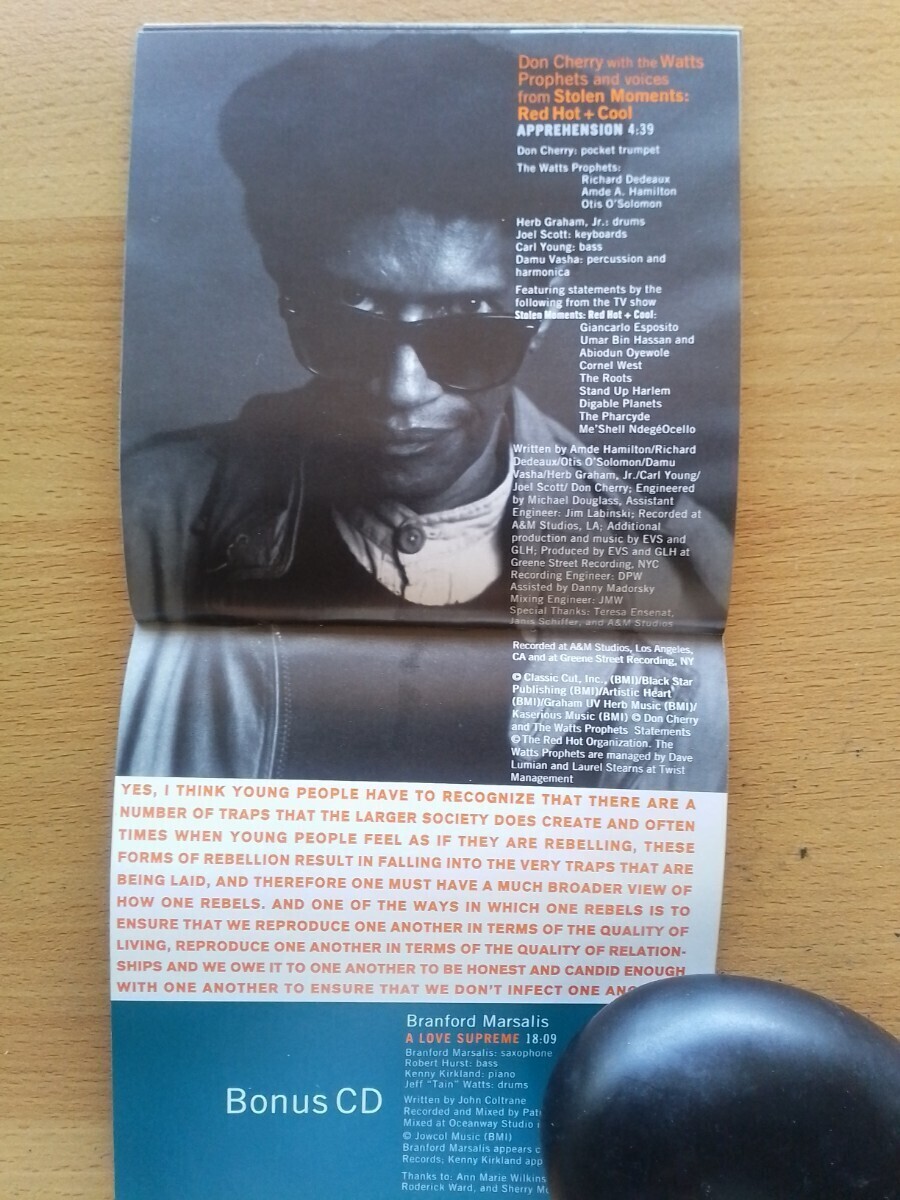 Don Cherry with the Watts
Prophets and voices
from Stolen Moments:
Red Hot + Cool
APPREHENSION 4:39
Don Cherry: pocket trumpet
The Watts Prophets:
Richard Dedeaux
Amde A. Hamilton
Otis O'Solomon
Herb Graham, Jr.: drums
Joel Scott: keyboards
Carl Young: bass
Damu Vasha: percussion and
harmonica
Featuring statements by the
following from the TV show
Stolen Moments: Red Hot + Cool:
Giancarlo Esposito
Umar Bin Hassan and
Abiodun Oyewole
Cornel West
The Roots
Stand Up Harlem
Digable Planets
The Pharcyde
Me'Shell NdegéOcello
Written by Amde Hamilton/Richard
Dedeaux/Otis O'Solomon/Damu
Vasha/Herb Graham, Jr./Carl Young/
Joel Scott/ Don Cherry; Engineered
by Michael Douglass, Assistant
Engineer: Jim Labinski; Recorded at
A&M Studios, LA; Additional
production and music by EVS and
GLH; Produced by EVS and GLH at
Greene Street Recording, NYC
Recording Engineer: DPW
Assisted by Danny Madorsky
Mixing Engineer: JMW
Special Thanks: Teresa Ensenat,
Janis Schiffer, and A&M Studios
Recorded at A&M Studios, Los Angeles,
CA and at Greene Street Recording, NY
© Classic Cut, Inc., (BMI)/Black Star
Publishing (BMI)/Artistic Heart
(BMI)/Graham UV Herb Music (BMI)/
Kaserious Music (BMI) © Don Cherry
and The Watts Prophets Statements
© The Red Hot Organization. The
Watts Prophets are managed by Dave
Lumian and Laurel Stearns at Twist
Management
YES, I THINK YOUNG PEOPLE HAVE TO RECOGNIZE THAT THERE ARE A
NUMBER OF TRAPS THAT THE LARGER SOCIETY DOES CREATE AND OFTEN
TIMES WHEN YOUNG PEOPLE FEEL AS IF THEY ARE REBELLING, THESE
FORMS OF REBELLION RESULT IN FALLING INTO THE VERY TRAPS THAT ARE
BEING LAID, AND THEREFORE ONE MUST HAVE A MUCH BROADER VIEW OF
HOW ONE REBELS. AND ONE OF THE WAYS IN WHICH ONE REBELS IS TO
ENSURE THAT WE REPRODUCE ONE ANOTHER IN TERMS OF THE QUALITY OF
LIVING, REPRODUCE ONE ANOTHER IN TERMS OF THE QUALITY OF RELATION-
SHIPS AND WE OWE IT TO ONE ANOTHER TO BE HONEST AND CANDID ENOUGH
WITH ONE ANOTHER TO ENSURE THAT WE DON'T INFECT ONE
Bonus CD
Branford Marsalis
A LOVE SUPREME 18:09
Branford Marsalis: saxophone
Robert Hurst: bass
Kenny Kirkland: piano
Jeff "Tain" Watts: drums
Written by John Coltrane
Recorded and Mixed by
Mixed at Oceanway Studio
© Jowcol Music (BMI)
Branford Marsalis appears
Records; Kenny Kirkland
Thanks to: Ann Marie Wilkins
Roderick Ward, and Sherry